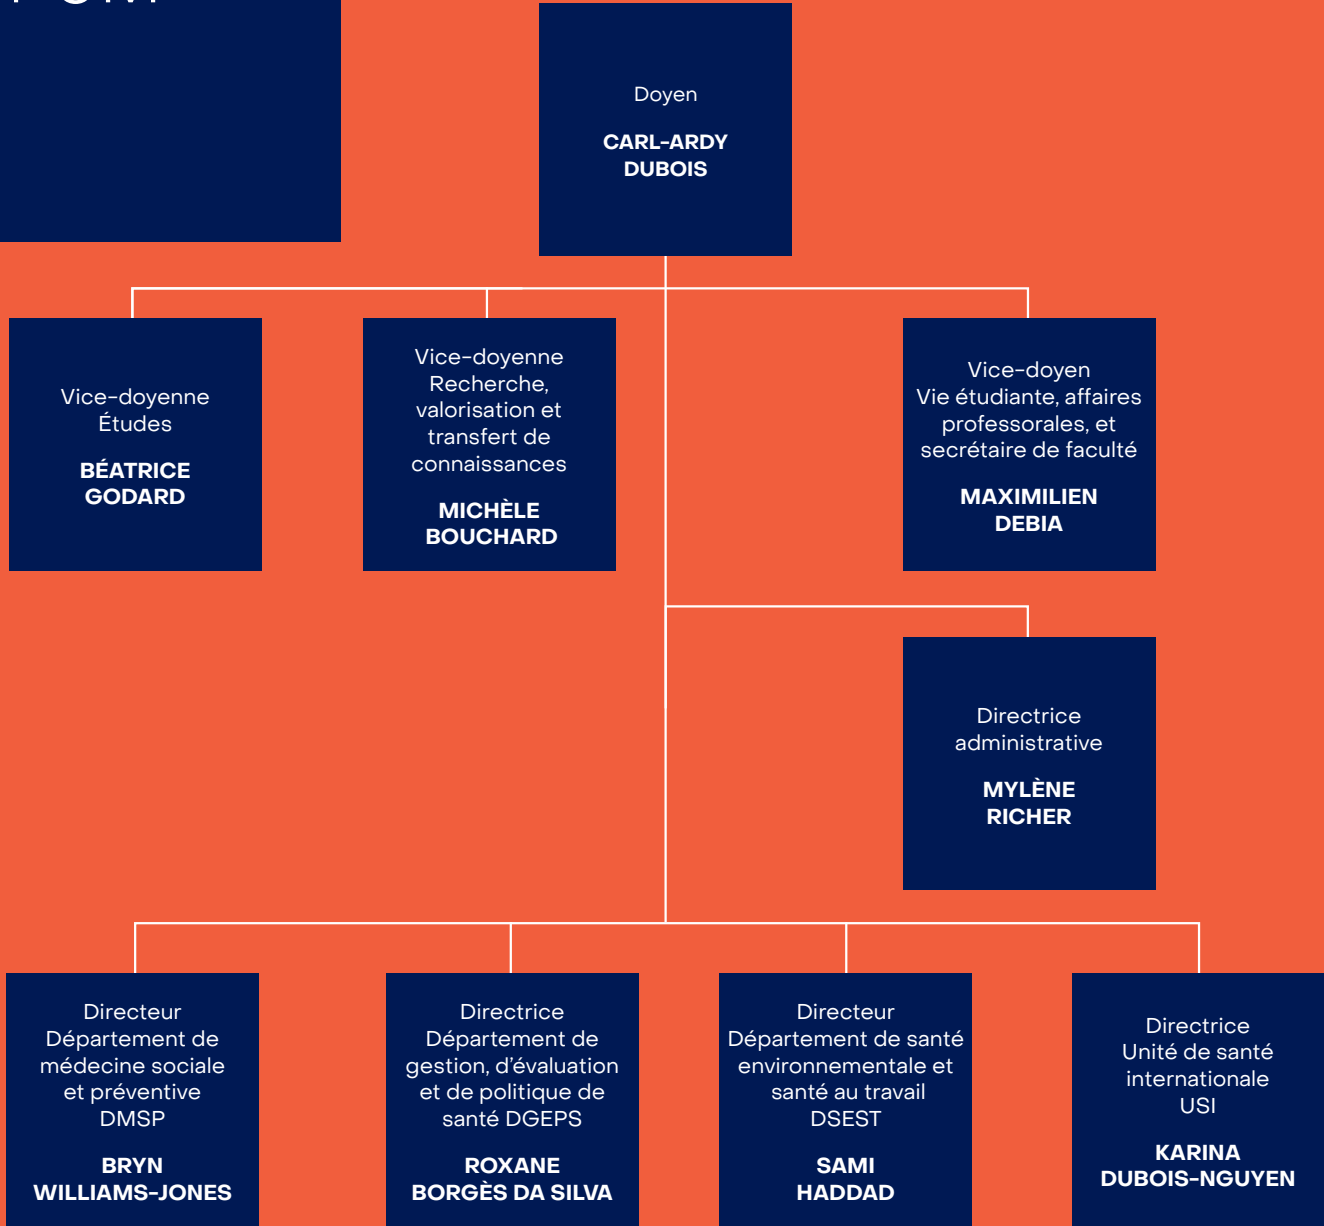 Doyen
CARL-ARDY
DUBOIS
Vice-doyenne
Études
BÉATRICE
GODARD
Vice-doyenne
Recherche,
valorisation et
transfert de
connaissances
MICHÈLE
BOUCHARD
Vice-doyen
Vie étudiante, affaires
professorales, et
secrétaire de faculté
MAXIMILIEN
DEBIA
Directrice
administrative
MYLÈNE
RICHER
Directeur
Département de
médecine sociale
et préventive
DMSP
BRYN
WILLIAMS-JONES
Directrice
Département de
gestion, d'évaluation
et de politique de
santé DGEPS
ROXANE
BORGÈS DA SILVA
Directeur
Département de santé
environnementale et
santé au travail
DSEST
SAMI
HADDAD
Directrice
Unité de santé
internationale
USI
KARINA
DUBOIS-NGUYEN